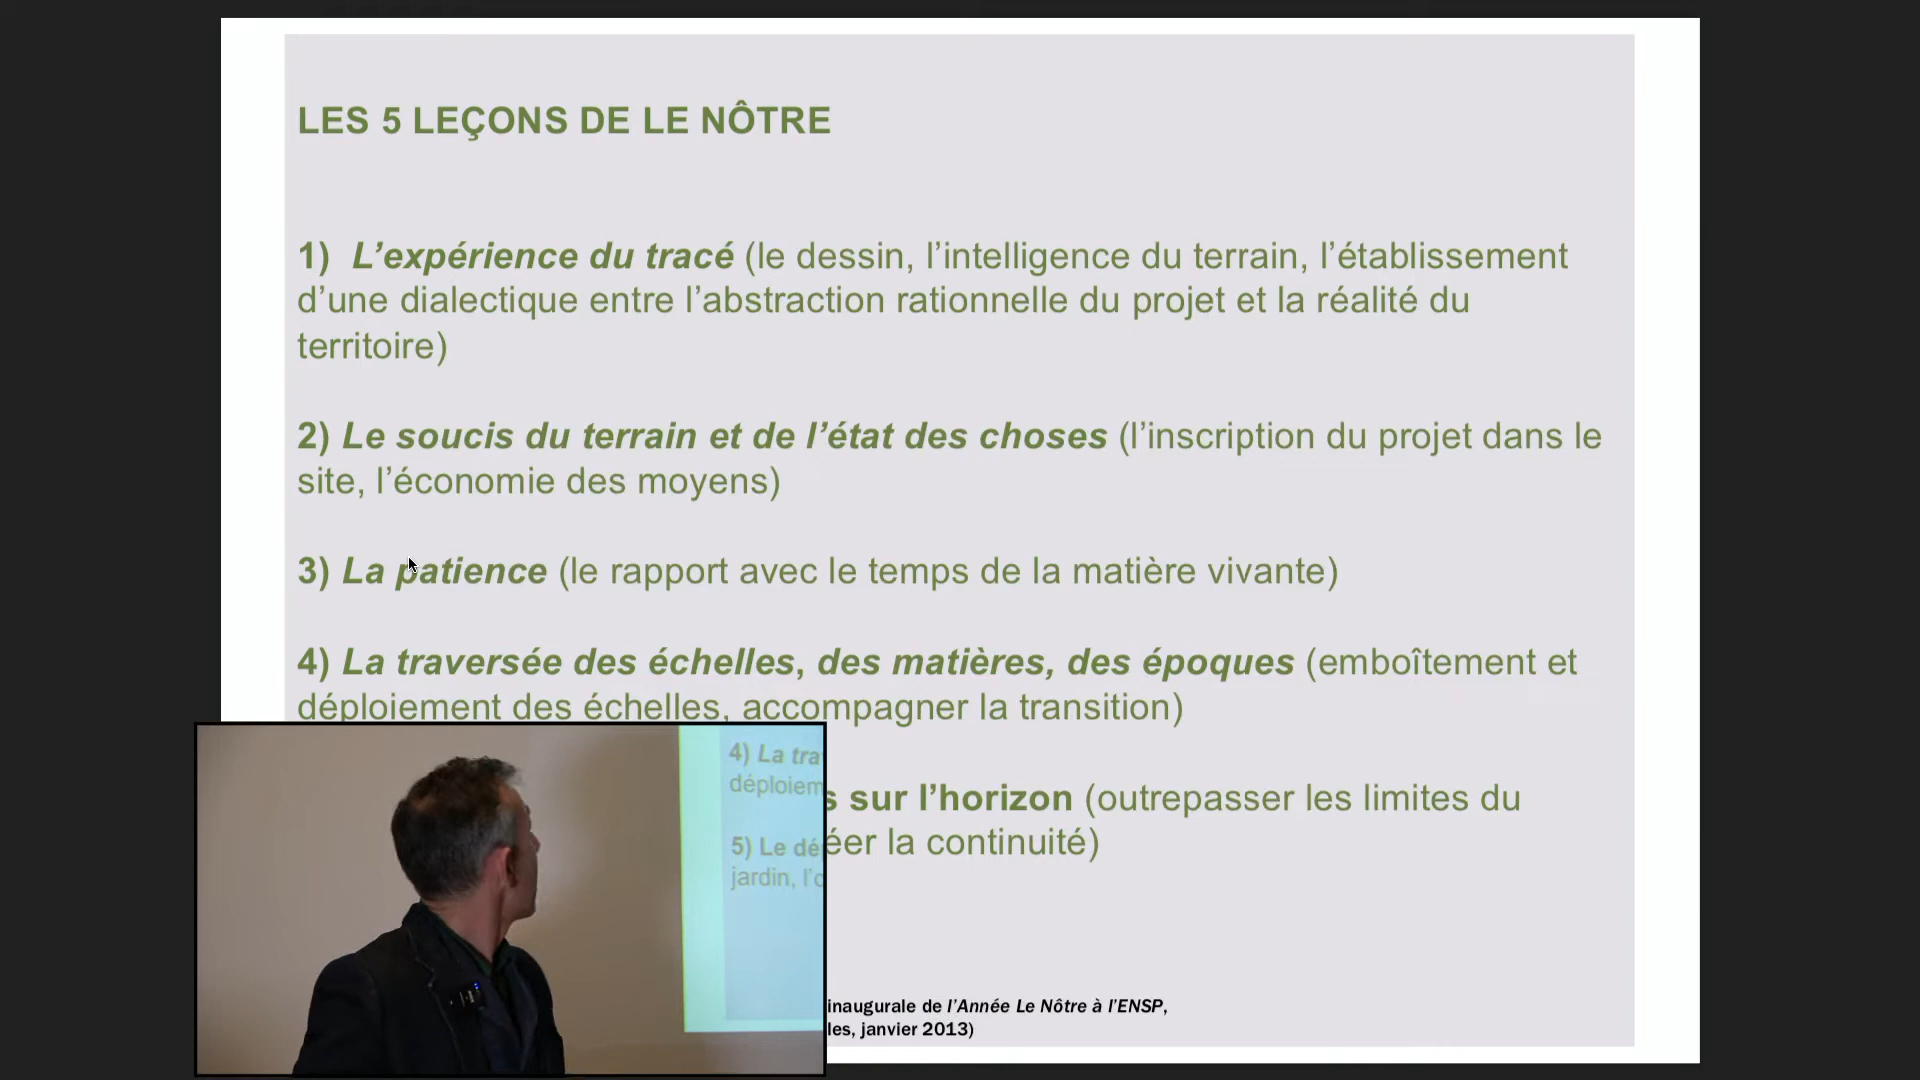 LES 5 LEÇONS DE LE NÔTRE
1) L’expérience du tracé (le dessin, l’intelligence du terrain, l’établissement
d’une dialectique entre l’abstraction rationnelle du projet et la réalité du
territoire)
2) Le soucis du terrain et de l’état des choses (l’inscription du projet dans le
site, l’économie des moyens)
3) La patience (le rapport avec le temps de la matière vivante)
4) La traversée des échelles, des matières, des époques (emboîtement et
déploiement des échelles, accompagner la transition)
sur l’horizon (outrepasser les limites du
la continuité)
inaugurale de l’Année Le Nôtre à l’ENSP,
janvier 2013)
4) La
5) Le
jardin,